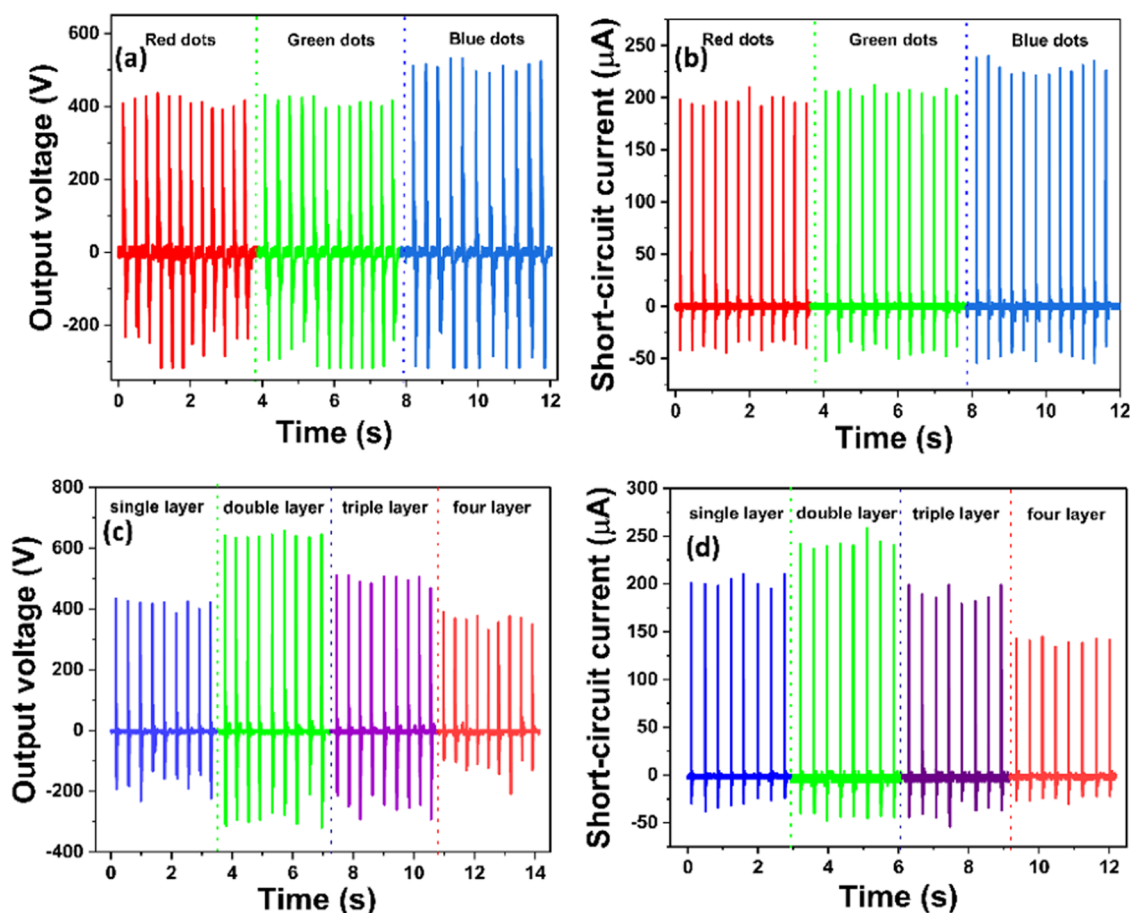 (a)
Red dots Green dots Blue dots
Output voltage (V)
600
400
200
0
-200
0 2 4 6 8 10 12
Time (s)
(b)
Red dots Green dots Blue dots
Short-circuit current (μA)
250
200
150
100
50
0
-50
0 2 4 6 8 10 12
Time (s)
(c)
single layer double layer triple layer four layer
Output voltage (V)
800
600
400
200
0
-200
-400
0 2 4 6 8 10 12 14
Time (s)
(d)
single layer double layer triple layer four layer
Short-circuit current (μA)
300
250
200
150
100
50
0
-50
0 2 4 6 8 10 12
Time (s)